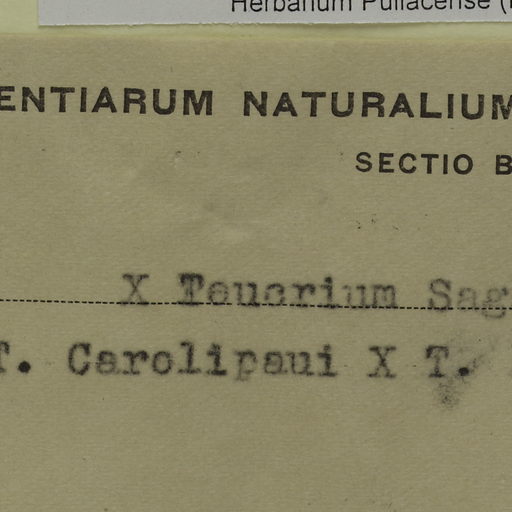 Herbarium Pullacense (
ENTIARUM NATURALIUM
SECTIO B
X Teucrium Sag
T. Carolipaui X T.